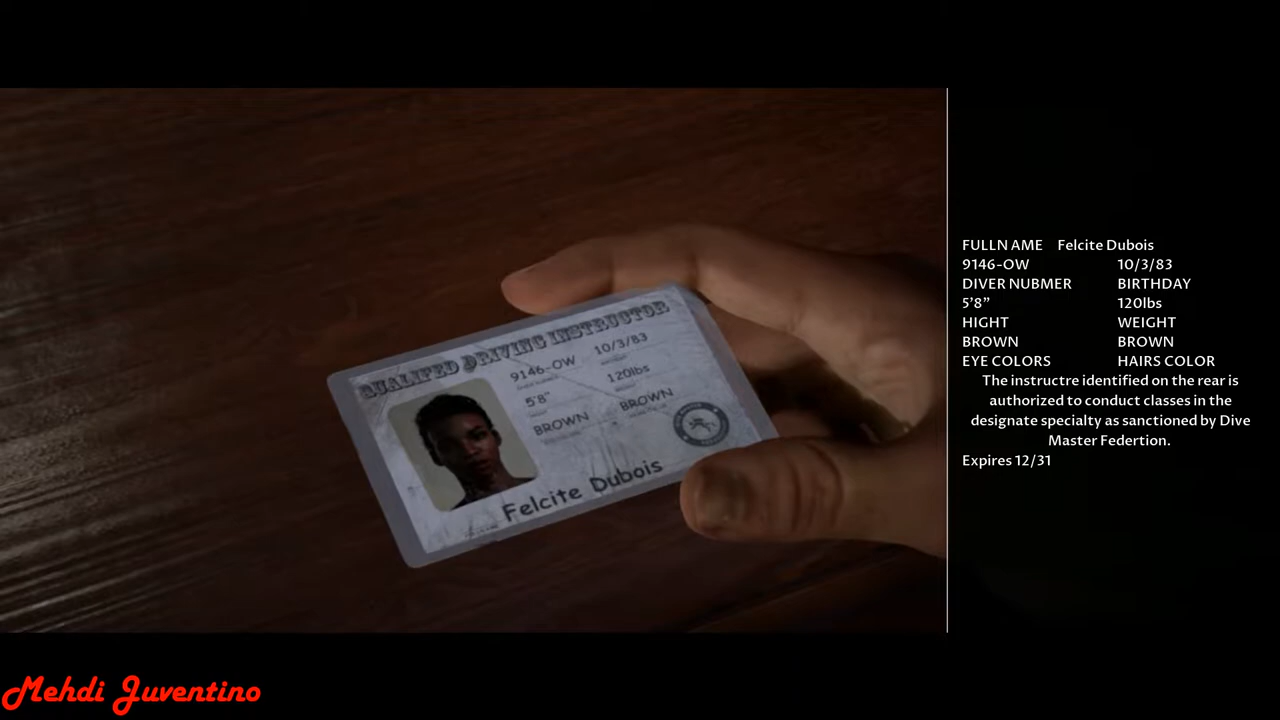 QUALIFED DRIVING INSTRUCTOR
9146-OW 10/3/83
5'8" 120lbs
BROWN BROWN
Felcite Dubois
FULLN AME Felcite Dubois
9146-OW 10/3/83
DIVER NUBMER BIRTHDAY
5'8" 120lbs
HIGHT WEIGHT
BROWN BROWN
EYE COLORS HAIRS COLOR
The instructre identified on the rear is
authorized to conduct classes in the
designate specialty as sanctioned by Dive
Master Federtion.
Expires 12/31
Mehdi Juventino